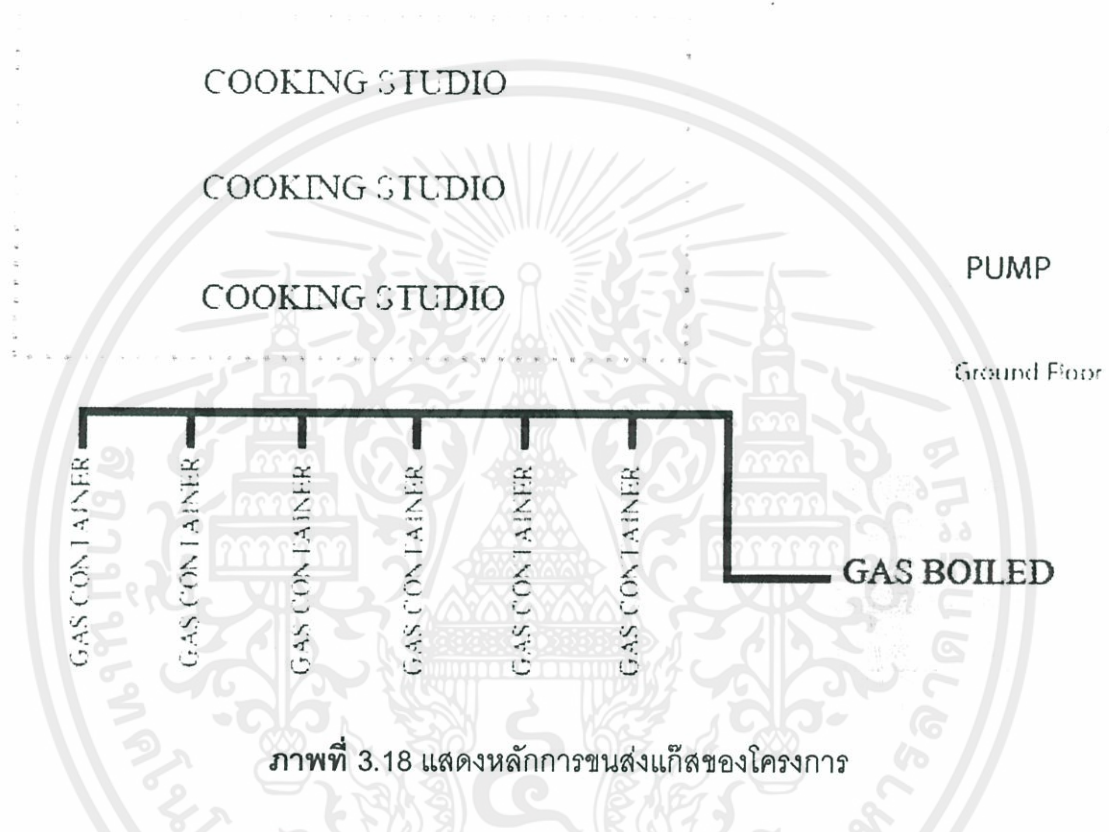 COOKING STUDIO
COOKING STUDIO
COOKING STUDIO
PUMP
Ground Floor
GAS CONTAINER
GAS CONTAINER
GAS CONTAINER
GAS CONTAINER
GAS CONTAINER
GAS CONTAINER
GAS BOILED
ภาพที่ 3.18 แสดงหลักการขนส่งแก๊สของโครงการ